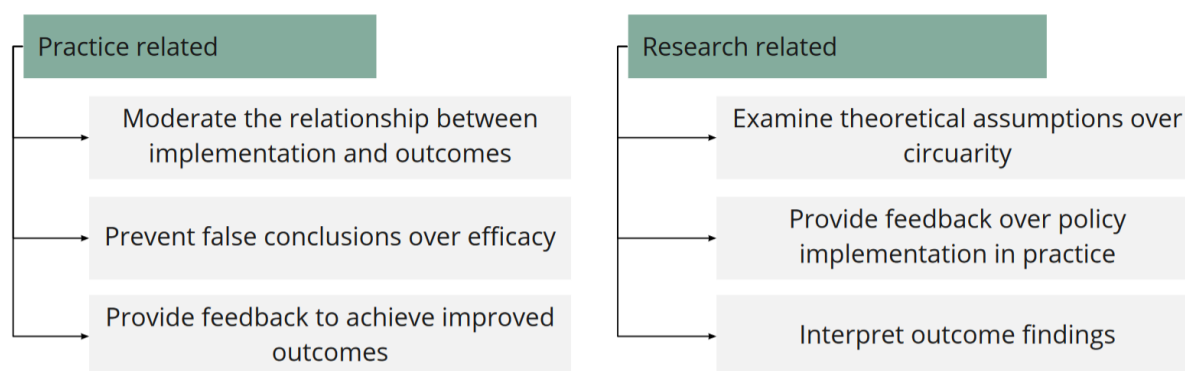 Practice related
Moderate the relationship between
implementation and outcomes
Prevent false conclusions over efficacy
Provide feedback to achieve improved
outcomes
Research related
Examine theoretical assumptions over
circuarity
Provide feedback over policy
implementation in practice
Interpret outcome findings